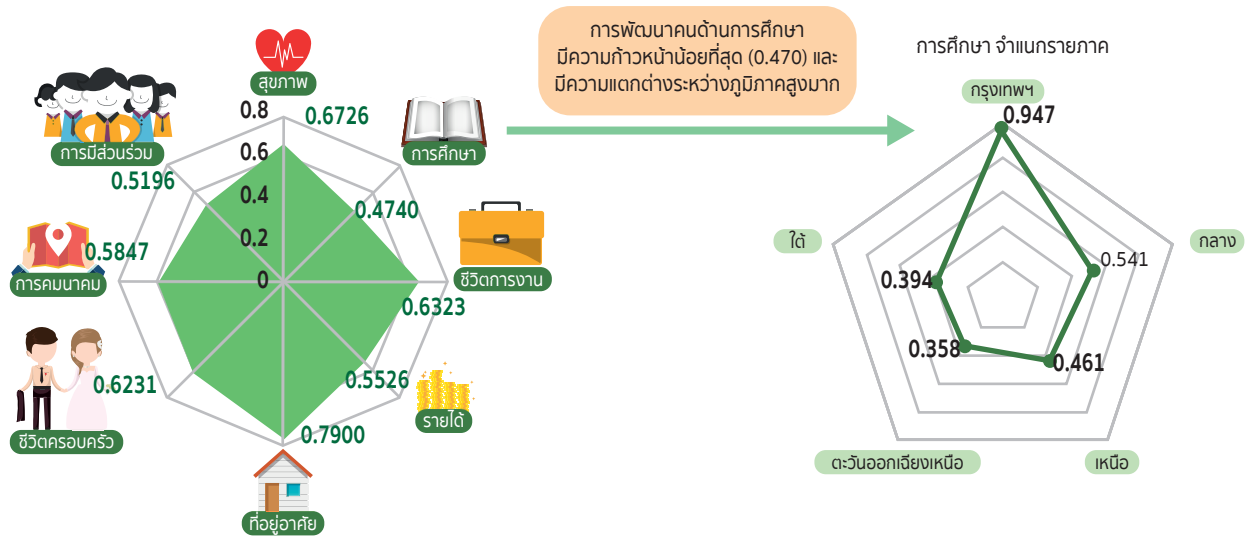 สุขภาพ
0.8
0.6726
0.6
0.4
0.2
0
การศึกษา
0.4740
ชีวิตการงาน
0.6323
รายได้
0.5526
ที่อยู่อาศัย
0.7900
ชีวิตครอบครัว
0.6231
การคมนาคม
0.5847
การมีส่วนร่วม
0.5196
การพัฒนาคนด้านการศึกษา
มีความก้าวหน้าน้อยที่สุด (0.470) และ
มีความแตกต่างระหว่างภูมิภาคสูงมาก
การศึกษา จำแนกรายภาค
กรุงเทพฯ
0.947
กลาง
0.541
เหนือ
0.461
ตะวันออกเฉียงเหนือ
0.358
ใต้
0.394